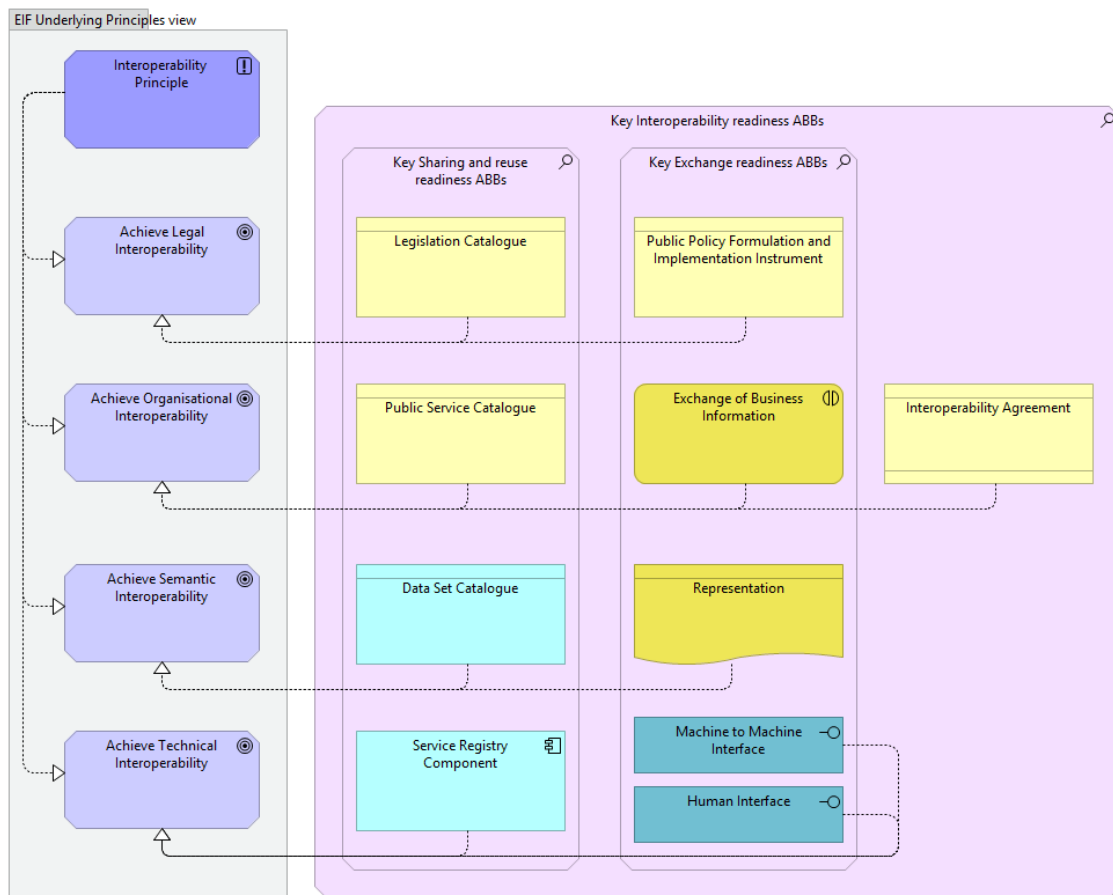 EIF Underlying Principles view
Interoperability
Principle
Key Interoperability readiness ABBs
Key Sharing and reuse
readiness ABBs
Key Exchange readiness ABBs
Achieve Legal
Interoperability
Legislation Catalogue
Public Policy Formulation and
Implementation Instrument
Achieve Organisational
Interoperability
Public Service Catalogue
Exchange of Business
Information
Interoperability Agreement
Achieve Semantic
Interoperability
Data Set Catalogue
Representation
Achieve Technical
Interoperability
Service Registry
Component
Machine to Machine
Interface
Human Interface